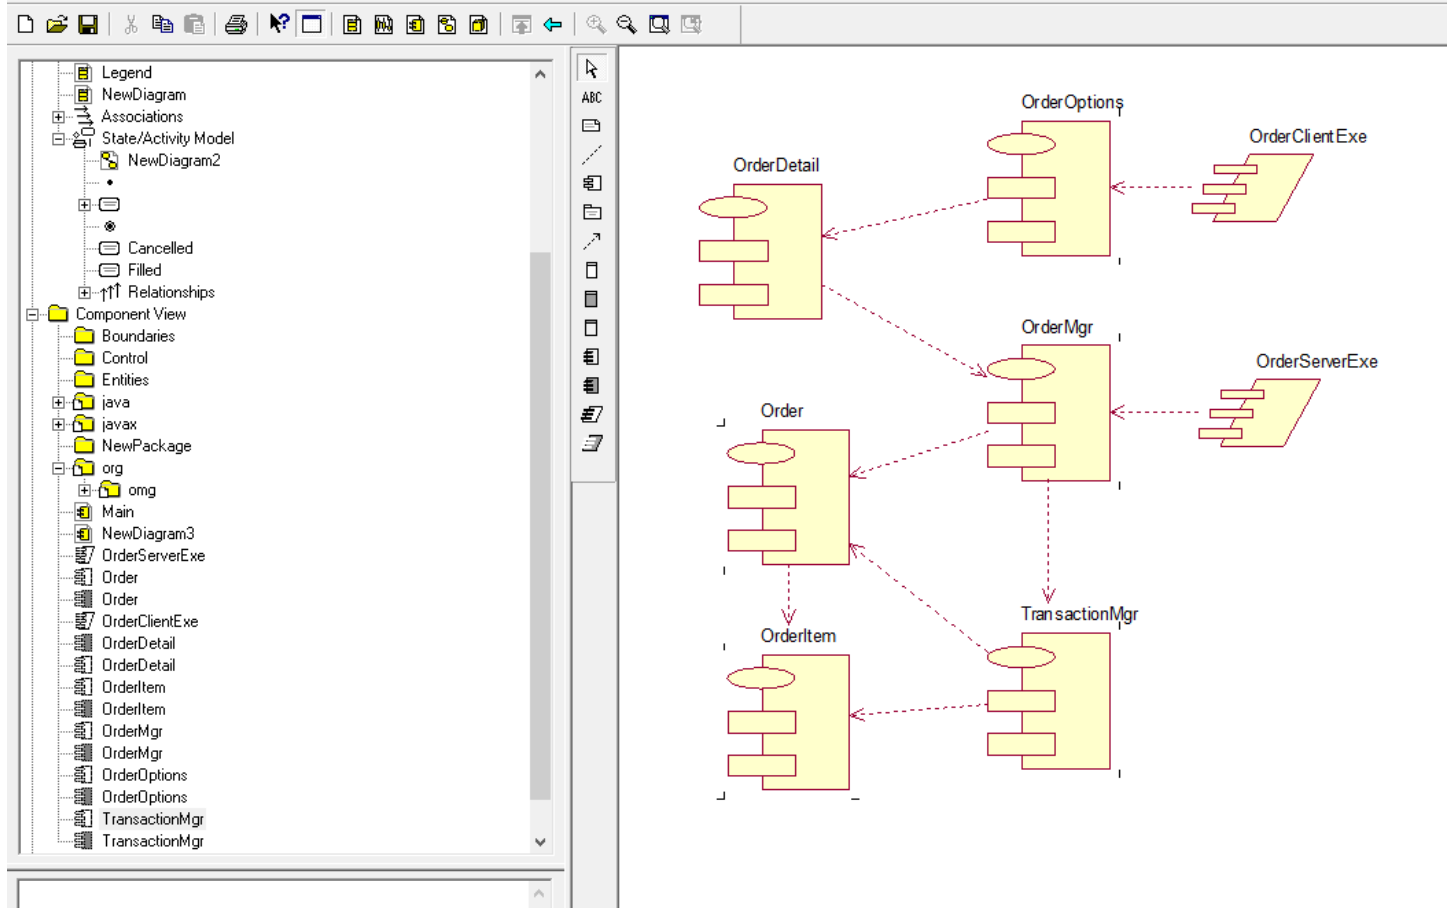 Legend
NewDiagram
Associations
State/Activity Model
NewDiagram2
Cancelled
Filled
Relationships
Component View
Boundaries
Control
Entities
java
javax
NewPackage
org
omg
Main
NewDiagram3
OrderServerExe
Order
Order
OrderClientExe
OrderDetail
OrderDetail
OrderItem
OrderItem
OrderMgr
OrderMgr
OrderOptions
OrderOptions
TransactionMgr
TransactionMgr
ABC
OrderOptions
OrderClientExe
OrderDetail
OrderMgr
OrderServerExe
Order
TransactionMgr
OrderItem